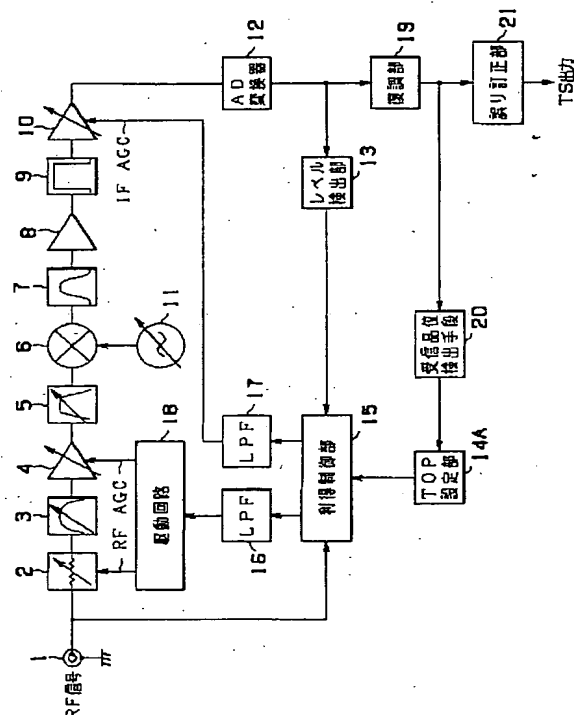 RF信号
1
2
3
4
5
6
7
8
9
10
11
RF AGC
IF AGC
駆動回路
18
LPF
16
LPF
17
利得制御部
15
AD
変換器
12
レベル
検出部
13
復調部
19
受信品位
検出手段
20
TOP
設定部
14A
誤り訂正部
21
TS出力